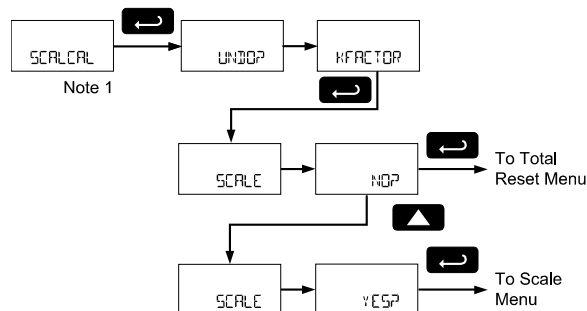 SCALCAL
UNDO?
KFACTOR
Note 1
SCALE
NO?
To Total
Reset Menu
SCALE
YES?
To Scale
Menu